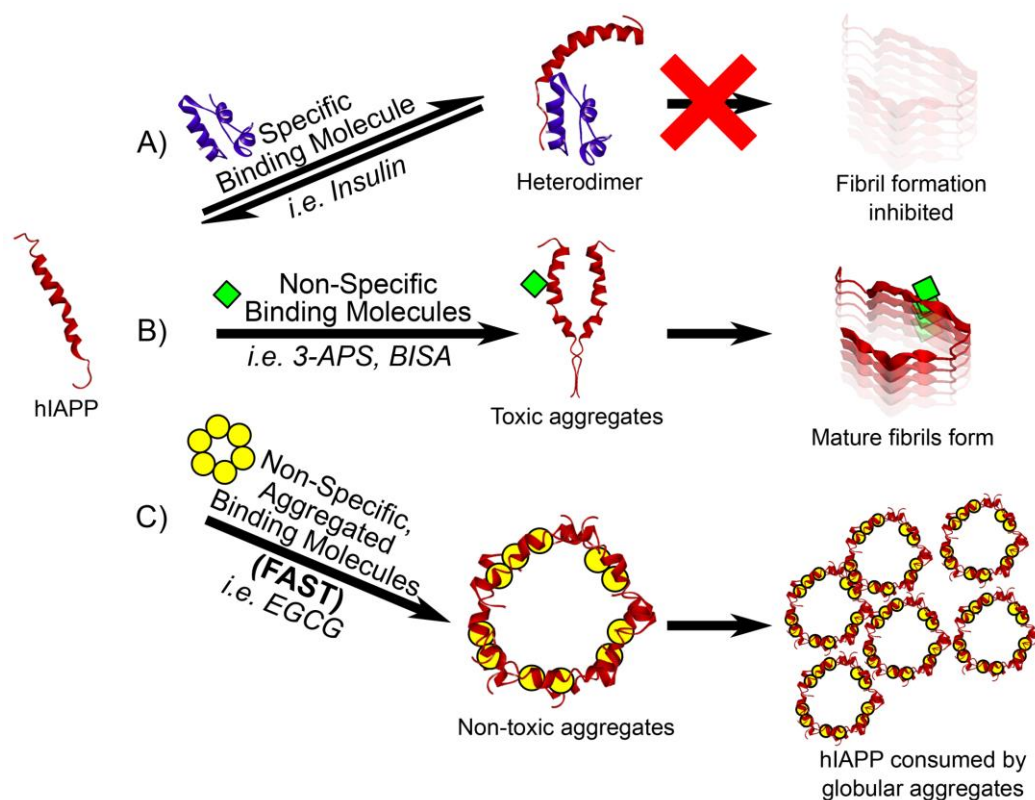 A)
Specific
Binding Molecule
i.e. Insulin
Heterodimer
Fibril formation
inhibited
hIAPP
B)
Non-Specific
Binding Molecules
i.e. 3-APS, BISA
Toxic aggregates
Mature fibrils form
C)
Non-Specific,
Aggregated
Binding Molecules
(FAST)
i.e. EGCG
Non-toxic aggregates
hIAPP consumed by
globular aggregates